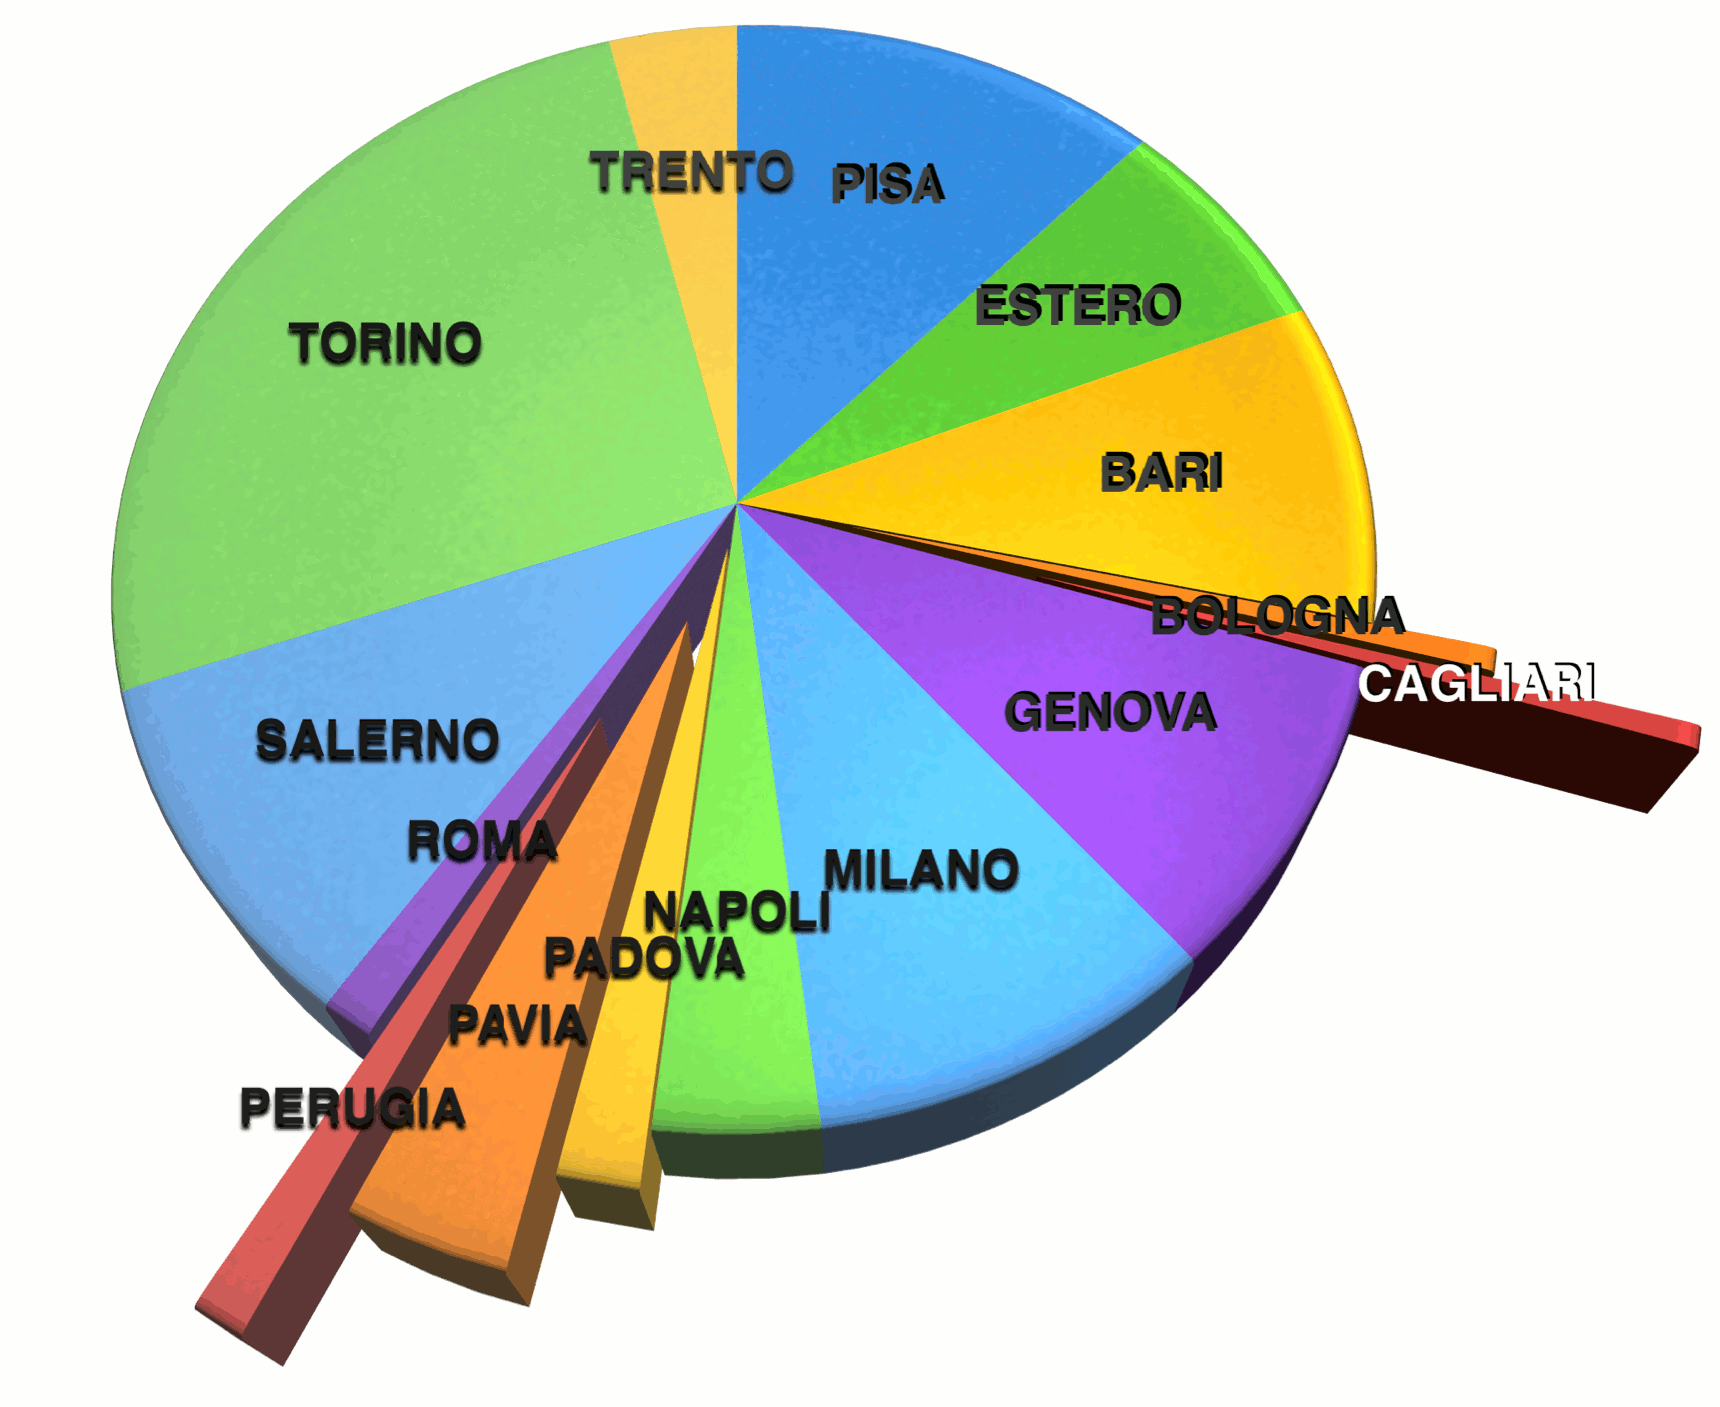 TRENTO
PISA
ESTERO
TORINO
BARI
BOLOGNA
CAGLIARI
GENOVA
SALERNO
ROMA
MILANO
NAPOLI
PADOVA
PAVIA
PERUGIA